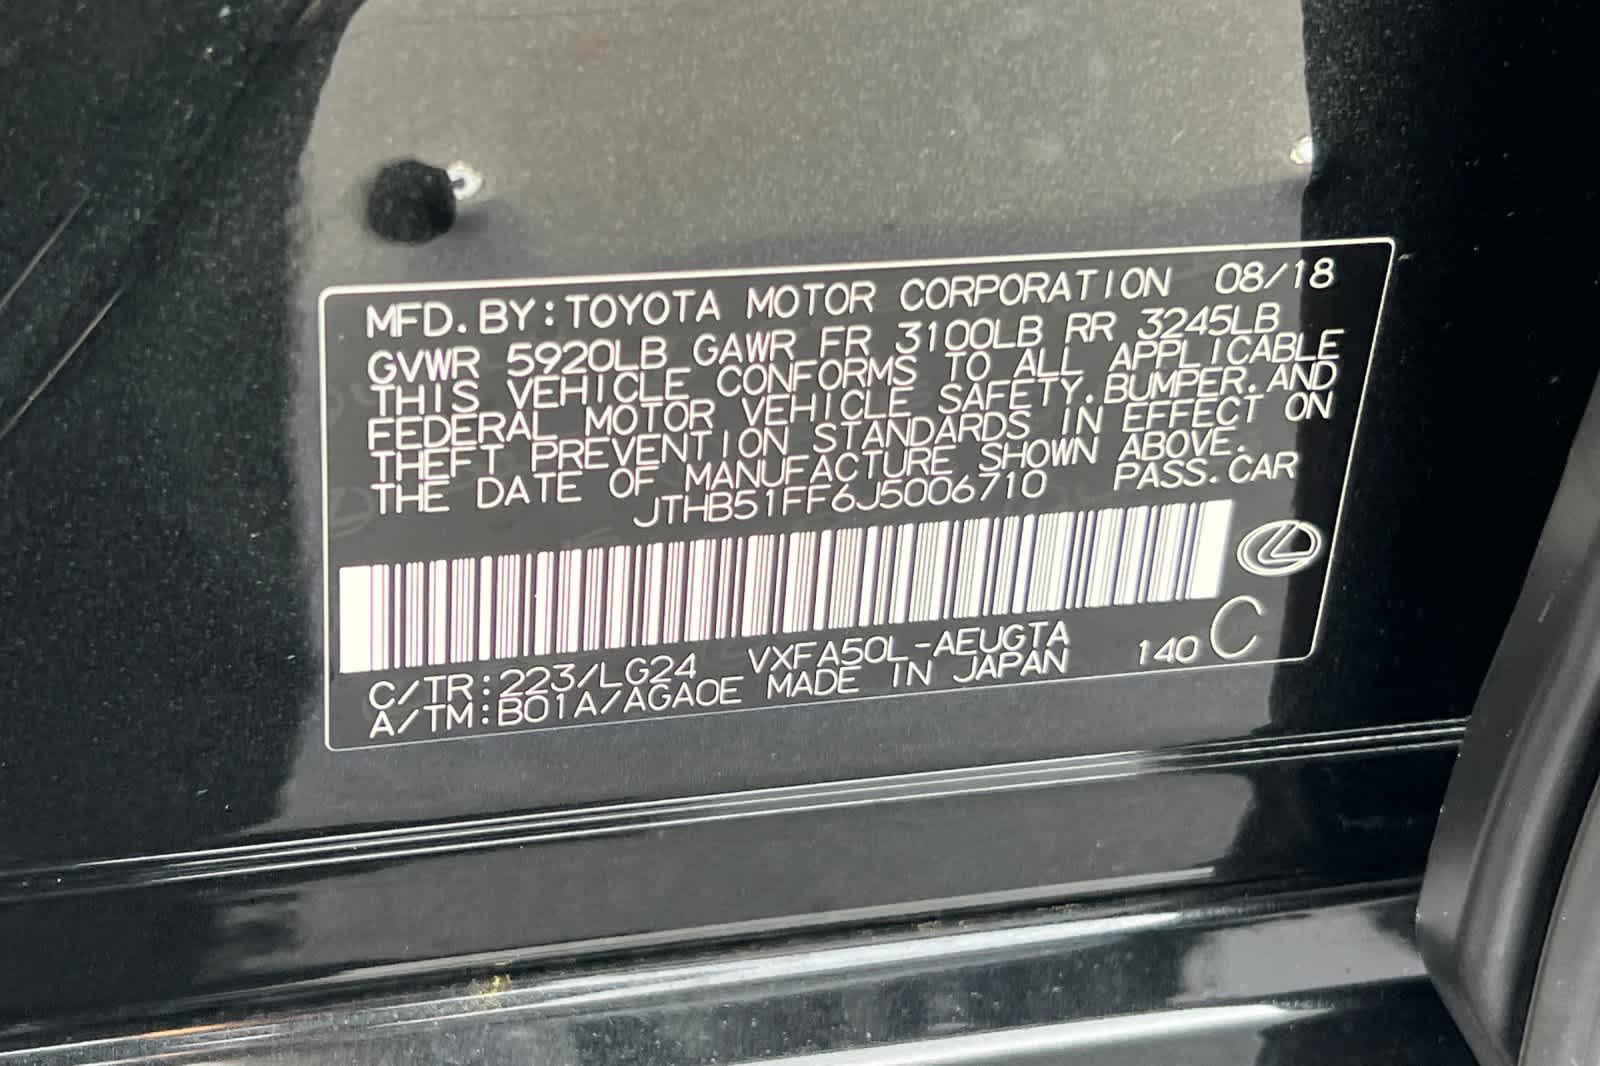 MFD. BY: TOYOTA MOTOR CORPORATION 08/18
GVWR 5920LB GAWR FR 3100LB RR 3245LB
THIS VEHICLE CONFORMS TO ALL APPLICABLE
FEDERAL MOTOR VEHICLE SAFETY, BUMPER, AND
THEFT PREVENTION STANDARDS IN EFFECT ON
THE DATE OF MANUFACTURE SHOWN ABOVE.
JTHB51FF6J5006710 PASS. CAR
C/TR: 223/LG24 VXFA50L-AEUGTA 140 C
A/TM: B01A/AGA0E MADE IN JAPAN